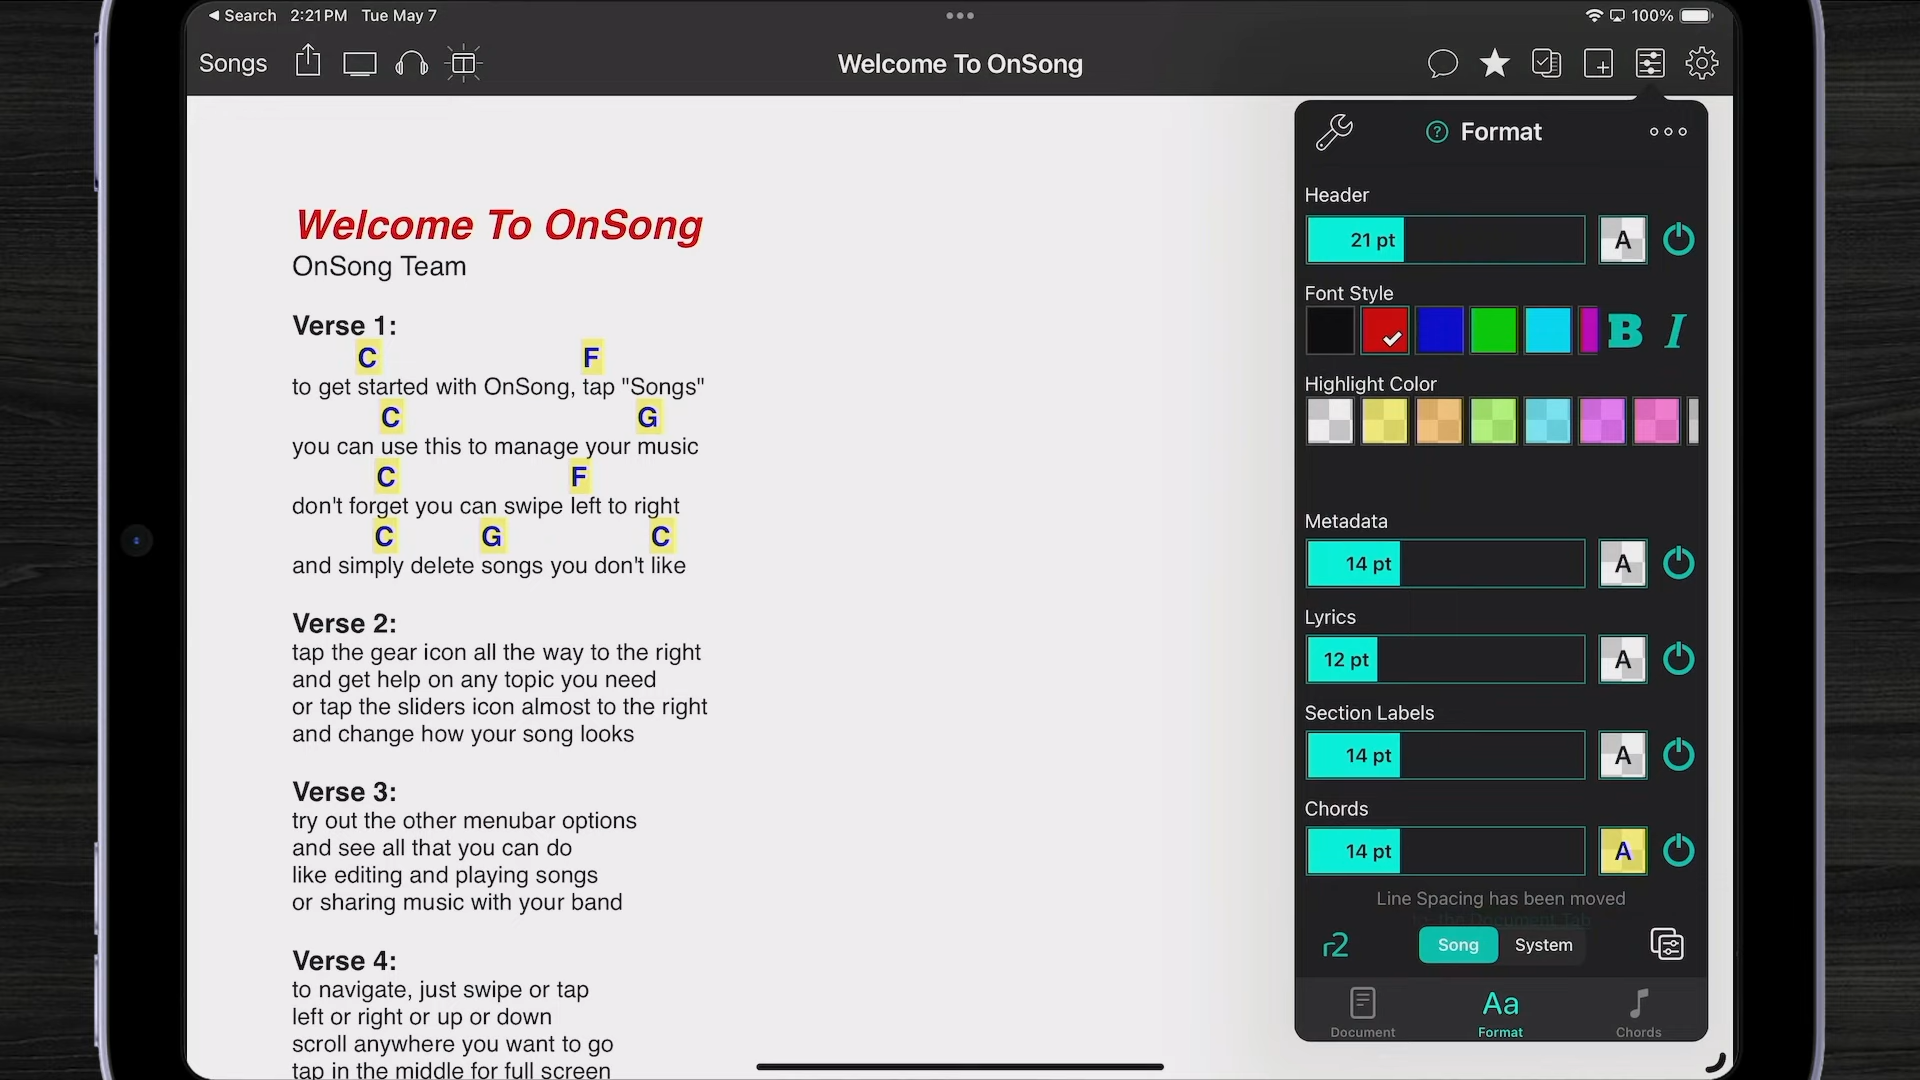 Search 2:21 PM Tue May 7
100%
Songs
Welcome To OnSong
Welcome To OnSong
OnSong Team
Verse 1:
C F
to get started with OnSong, tap "Songs"
C G
you can use this to manage your music
C F
don't forget you can swipe left to right
C G C
and simply delete songs you don't like
Verse 2:
tap the gear icon all the way to the right
and get help on any topic you need
or tap the sliders icon almost to the right
and change how your song looks
Verse 3:
try out the other menubar options
and see all that you can do
like editing and playing songs
or sharing music with your band
Verse 4:
to navigate, just swipe or tap
left or right or up or down
scroll anywhere you want to go
tap in the middle for full screen
? Format
Header
21 pt A
Font Style
B I
Highlight Color
Metadata
14 pt A
Lyrics
12 pt A
Section Labels
14 pt A
Chords
14 pt A
Line Spacing has been moved
the Document Tab
r2 Song System
Aa
Document Format Chords